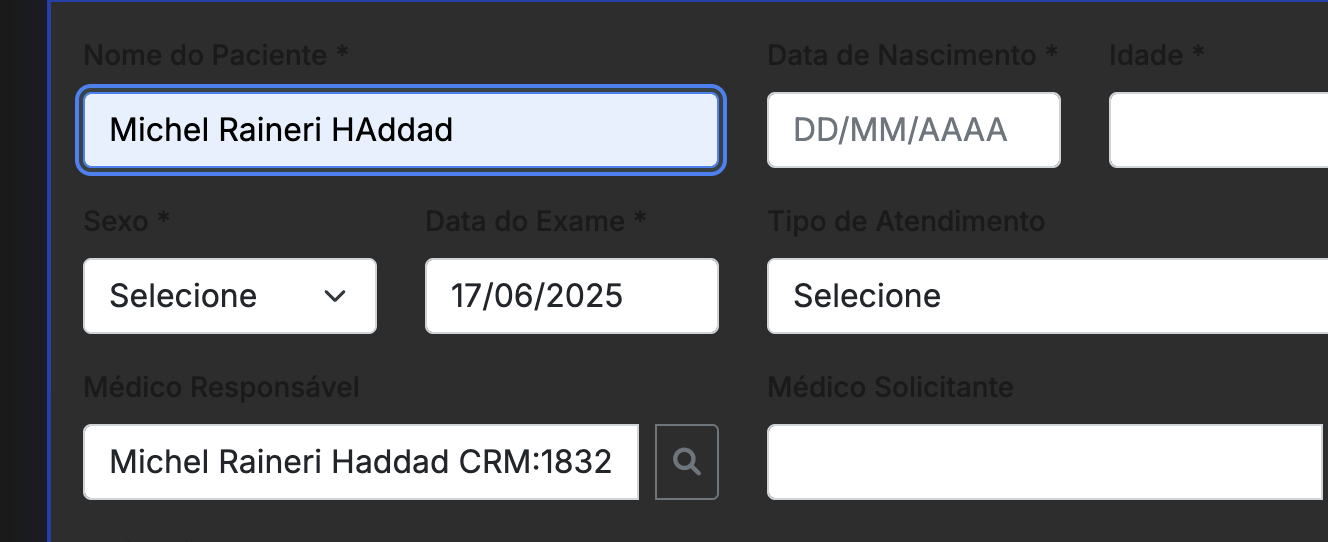 Nome do Paciente * Data de Nascimento * Idade *
Michel Raineri HAddad DD/MM/AAAA
Sexo * Data do Exame * Tipo de Atendimento
Selecione 17/06/2025 Selecione
Médico Responsável Médico Solicitante
Michel Raineri Haddad CRM:1832